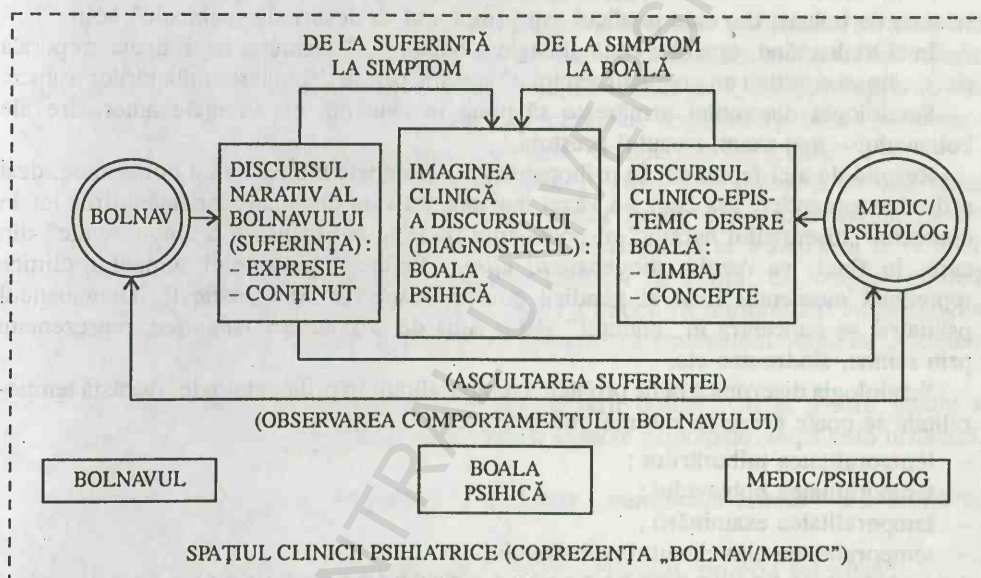 DE LA SUFERINȚĂ
LA SIMPTOM
DE LA SIMPTOM
LA BOALĂ
BOLNAV
DISCURSUL
NARATIV AL
BOLNAVULUI
(SUFERINȚA) :
– EXPRESIE
– CONȚINUT
IMAGINEA
CLINICĂ
A DISCURSULUI
(DIAGNOSTICUL) :
BOALA
PSIHICĂ
DISCURSUL
CLINICO-EPIS-
TEMIC DESPRE
BOALĂ :
– LIMBAJ
– CONCEPTE
MEDIC/
PSIHOLOG
(ASCULTAREA SUFERINȚEI)
(OBSERVAREA COMPORTAMENTULUI BOLNAVULUI)
BOLNAVUL
BOALA
PSIHICĂ
MEDIC/PSIHOLOG
SPAȚIUL CLINICII PSIHIATRICE (COPREZENȚA „BOLNAV/MEDIC”)